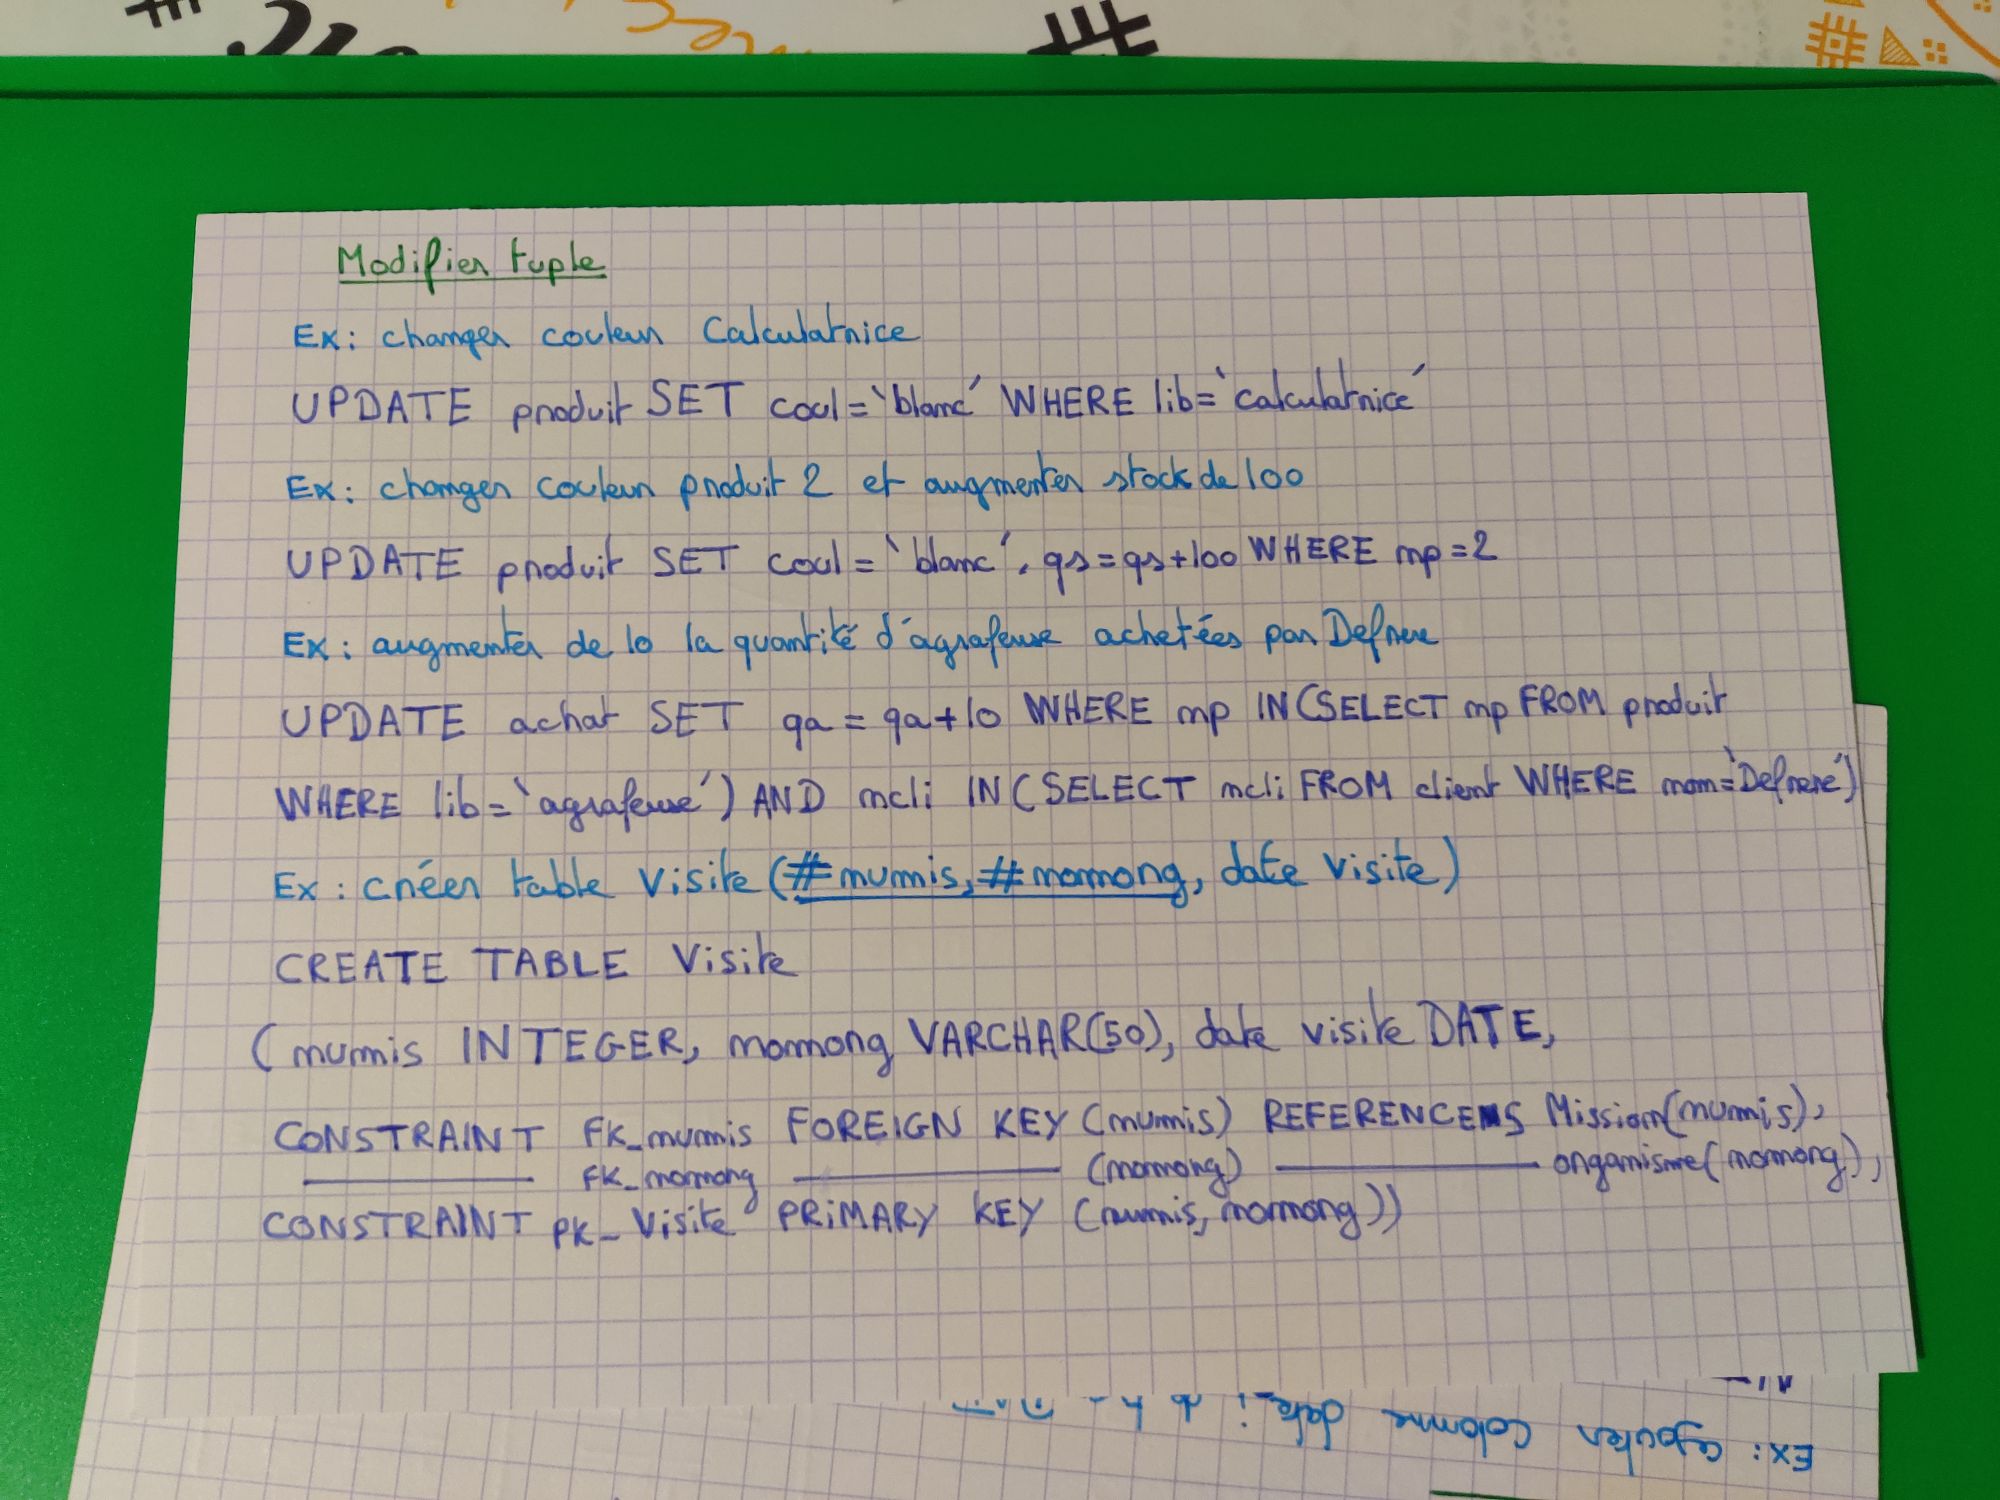 Modifier tuple
Ex: changer couleur Calculatrice
UPDATE produit SET coul='blanc' WHERE lib='calculatrice'
Ex: changer couleur produit 2 et augmenter stock de 100
UPDATE produit SET coul='blanc', qs=qs+100 WHERE np=2
Ex: augmenter de 10 la quantité d'agrafeuse achetées par Defrere
UPDATE achat SET qa=qa+10 WHERE np IN(SELECT np FROM produit
WHERE lib='agrafeuse') AND ncli IN(SELECT ncli FROM client WHERE nom='Defrere')
Ex: créer table Visite (#numis, #nomorg, date visite)
CREATE TABLE Visite
(numis INTEGER, nomorg VARCHAR(50), date visite DATE,
CONSTRAINT FK_numis FOREIGN KEY (numis) REFERENCES Mission(numis),
FK_nomorg (nomorg) organisme(nomorg),
CONSTRAINT PK_Visite PRIMARY KEY (numis, nomorg))
Ex: ajouter colonne date